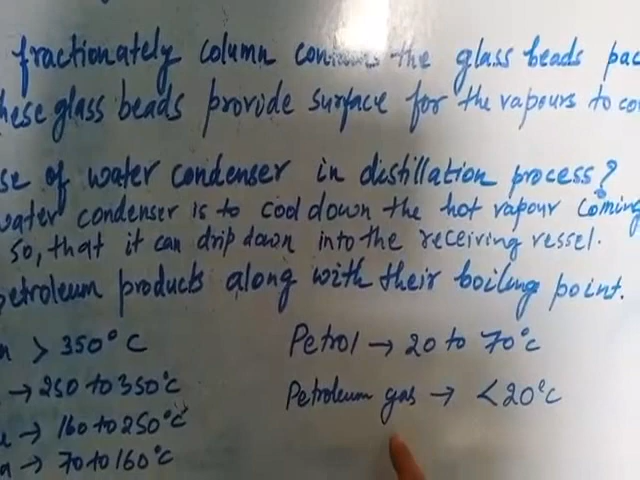 fractionately column contains the glass beads pac
hese glass beads provide surface for the vapours to co
se of water condenser in distillation process?
water condenser is to cool down the hot vapour coming
so, that it can drip down into the receiving vessel.
petroleum products along with their boiling point.
n > 350°C
→ 250 to 350°C
→ 160 to 250°C
a → 70 to 160°C
Petrol → 20 to 70°C
Petroleum gas → <20°C